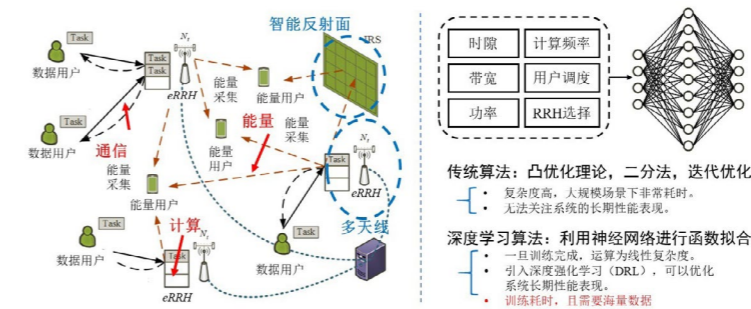 智能反射面
IRS
Task
Task
Task
Task
Nt
数据用户
eRRH
能量
采集
能量用户
Task
数据用户
通信
能量
采集
能量用户
能量
用户
能量
能量
采集
Task
Nt
eRRH
多天线
计算
Task
数据用户
Task
Nt
eRRH
Task
数据用户
时隙
计算频率
带宽
用户调度
功率
RRH选择
传统算法：凸优化理论，二分法，迭代优化
• 复杂度高，大规模场景下非常耗时。
• 无法关注系统的长期性能表现。
深度学习算法：利用神经网络进行函数拟合
• 一旦训练完成，运算为线性复杂度。
• 引入深度强化学习（DRL），可以优化
系统长期性能表现。
• 训练耗时，且需要海量数据